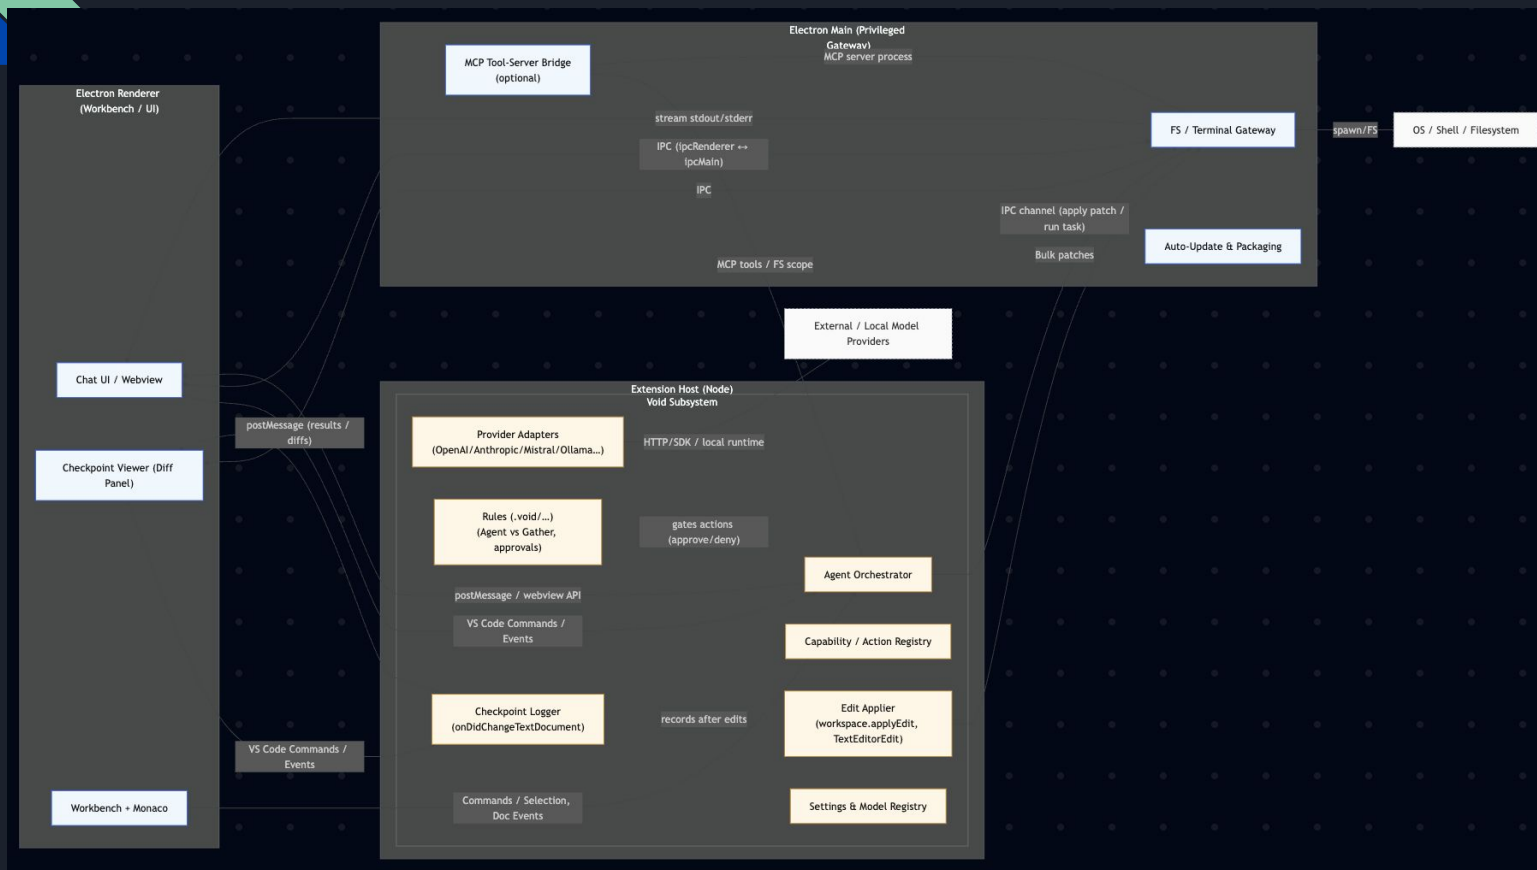 Electron Main (Privileged
Gateway)
MCP server process
MCP Tool-Server Bridge
(optional)
Electron Renderer
(Workbench / UI)
stream stdout/stderr
FS / Terminal Gateway
spawn/FS
OS / Shell / Filesystem
IPC (ipcRenderer ↔
ipcMain)
IPC
IPC channel (apply patch /
run task)
Auto-Update & Packaging
Bulk patches
MCP tools / FS scope
External / Local Model
Providers
Chat UI / Webview
Extension Host (Node)
Void Subsystem
postMessage (results /
diffs)
Provider Adapters
(OpenAI/Anthropic/Mistral/Ollama…)
HTTP/SDK / local runtime
Checkpoint Viewer (Diff
Panel)
Rules (.void/…)
(Agent vs Gather,
approvals)
gates actions
(approve/deny)
Agent Orchestrator
postMessage / webview API
VS Code Commands /
Events
Capability / Action Registry
Checkpoint Logger
(onDidChangeTextDocument)
records after edits
Edit Applier
(workspace.applyEdit,
TextEditorEdit)
VS Code Commands /
Events
Workbench + Monaco
Commands / Selection,
Doc Events
Settings & Model Registry